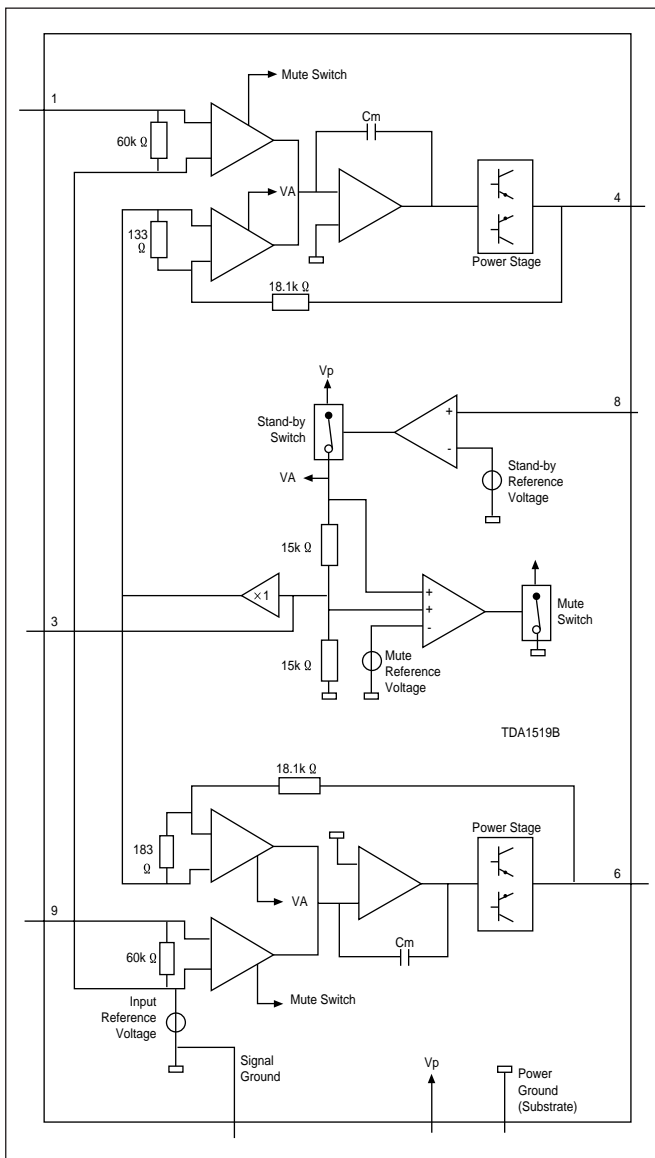 Mute Switch
1
Cm
60k Ω
VA
4
133
Ω
Power Stage
18.1k Ω
Vp
8
+
Stand-by
Switch
-
Stand-by
Reference
Voltage
VA
15k Ω
×1
+
+
-
Mute
Switch
3
15k Ω
Mute
Reference
Voltage
TDA1519B
18.1k Ω
Power Stage
183
Ω
6
VA
9
Cm
60k Ω
Mute Switch
Input
Reference
Voltage
Signal
Ground
Vp
Power
Ground
(Substrate)